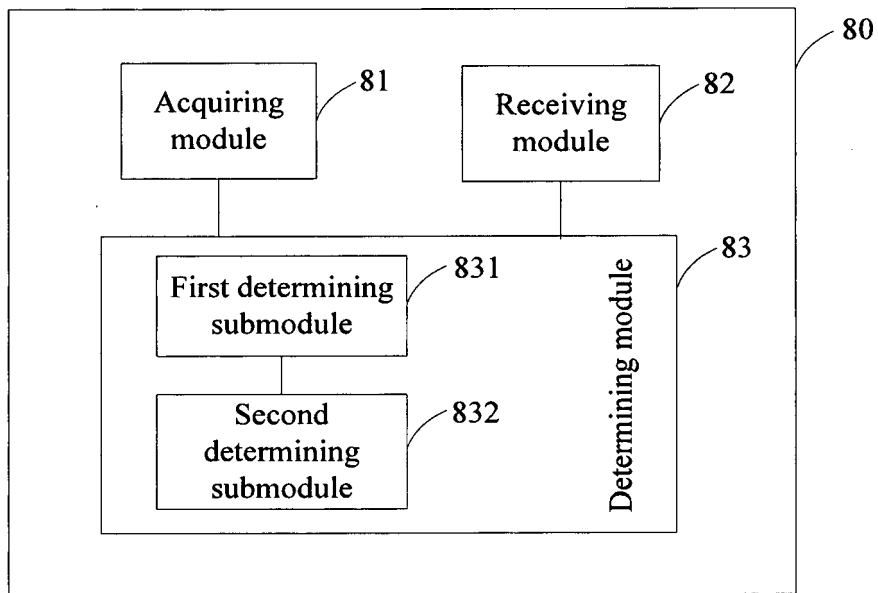 80
Acquiring
module
81
Receiving
module
82
83
First determining
submodule
831
Determining module
Second
determining
submodule
832